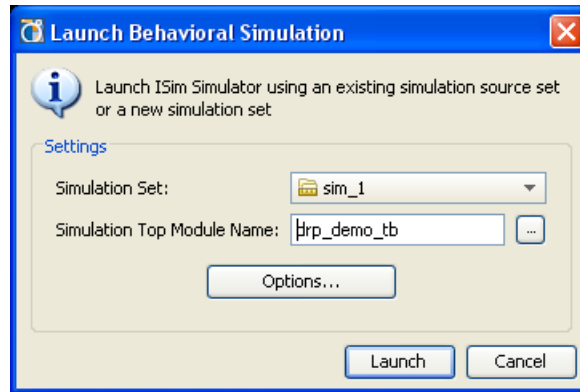 Launch Behavioral Simulation
Launch ISim Simulator using an existing simulation source set
or a new simulation set
Settings
Simulation Set:
sim_1
Simulation Top Module Name:
drp_demo_tb
...
Options...
Launch
Cancel